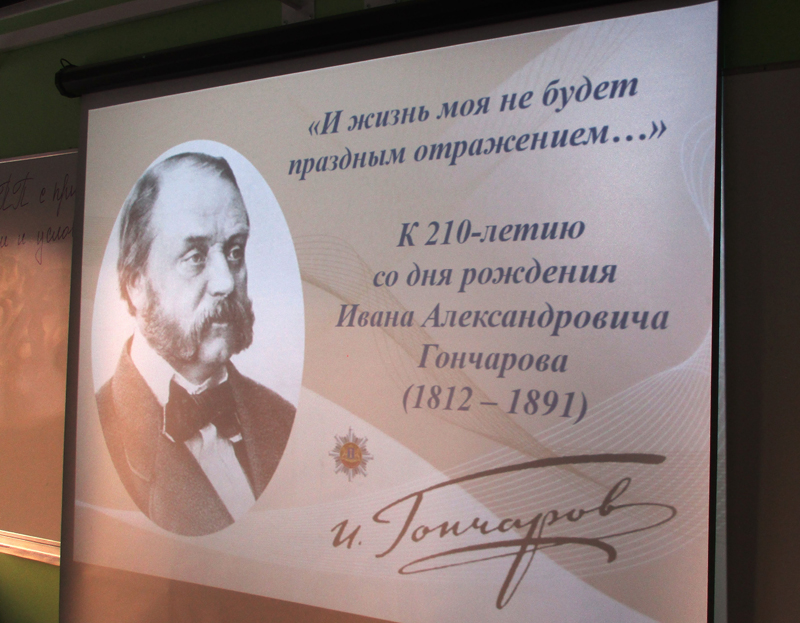 «И жизнь моя не будет
праздным отражением…»
К 210-летию
со дня рождения
Ивана Александровича
Гончарова
(1812 – 1891)
И. Гончаров